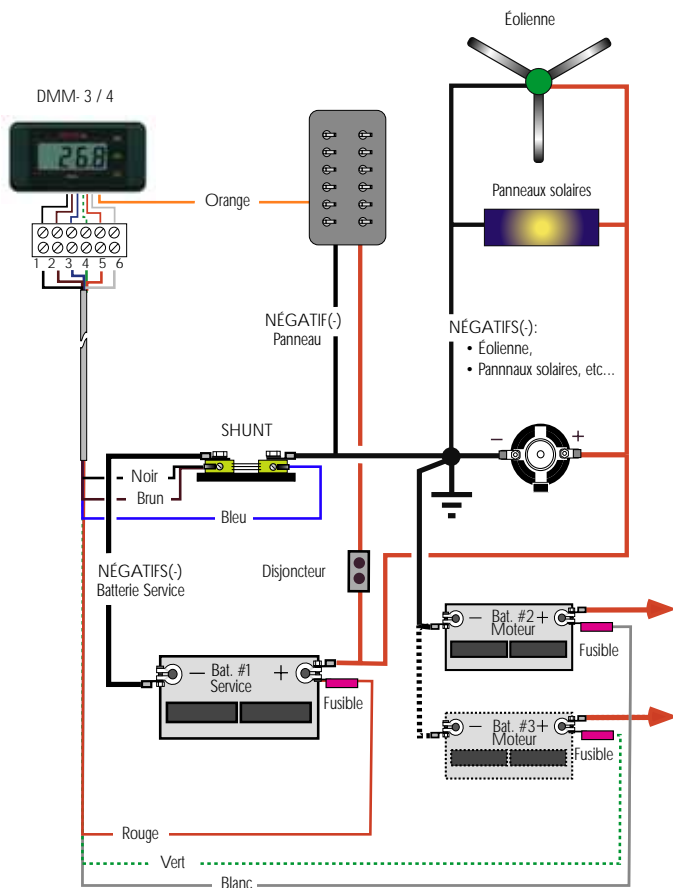 Éolienne
DMM- 3 / 4
26.8
Panneaux solaires
Orange
1 2 3 4 5 6
NÉGATIF(-)
Panneau
NÉGATIFS(-):
• Éolienne,
• Pannnaux solaires, etc...
SHUNT
− +
Noir
Brun
Bleu
NÉGATIFS(-)
Batterie Service
Disjoncteur
− Bat. #2 +
Moteur
Fusible
− Bat. #1 +
Service
Fusible
− Bat. #3 +
Moteur
Fusible
Rouge
Vert
Blanc